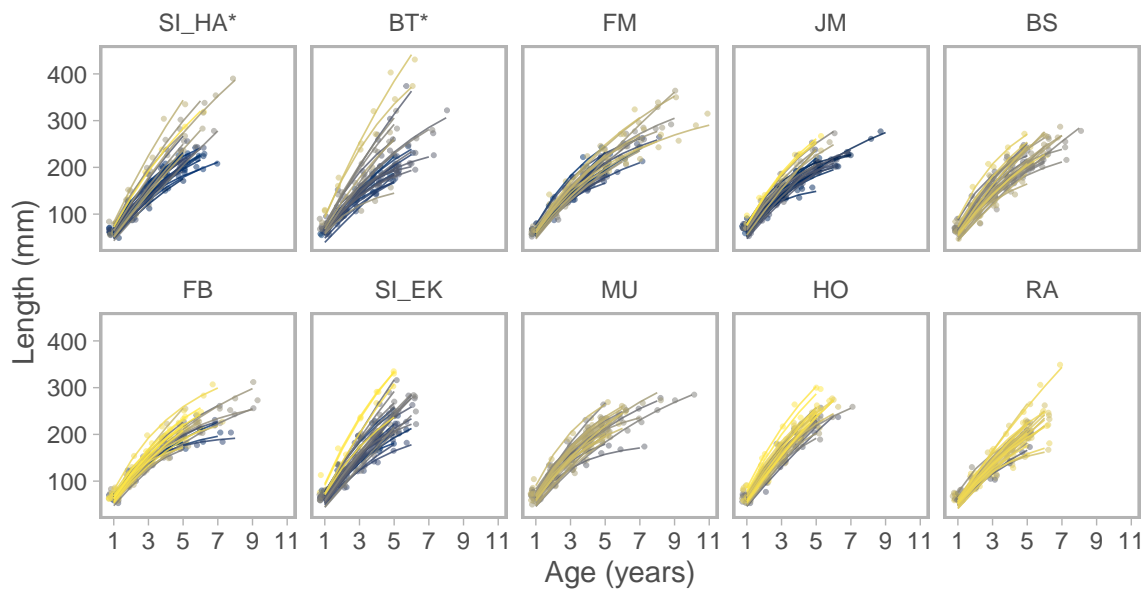 SI_HA* BT* FM JM BS
400
300
200
100
FB SI_EK MU HO RA
400
300
200
100
1 3 5 7 9 11 1 3 5 7 9 11 1 3 5 7 9 11 1 3 5 7 9 11 1 3 5 7 9 11
Age (years)
Length (mm)